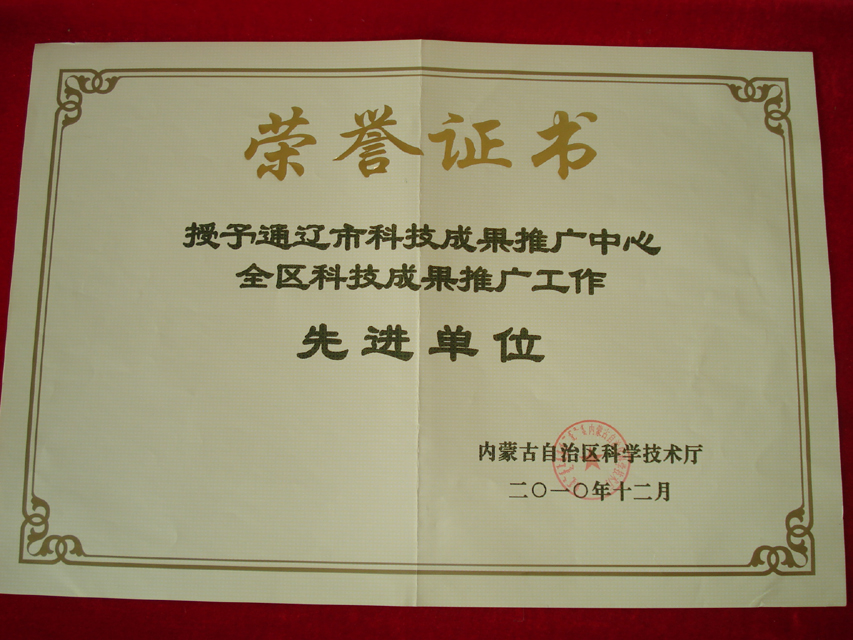 荣誉证书
授予通辽市科技成果推广中心
全区科技成果推广工作
先进单位
内蒙古自治区科学技术厅
二〇一〇年十二月